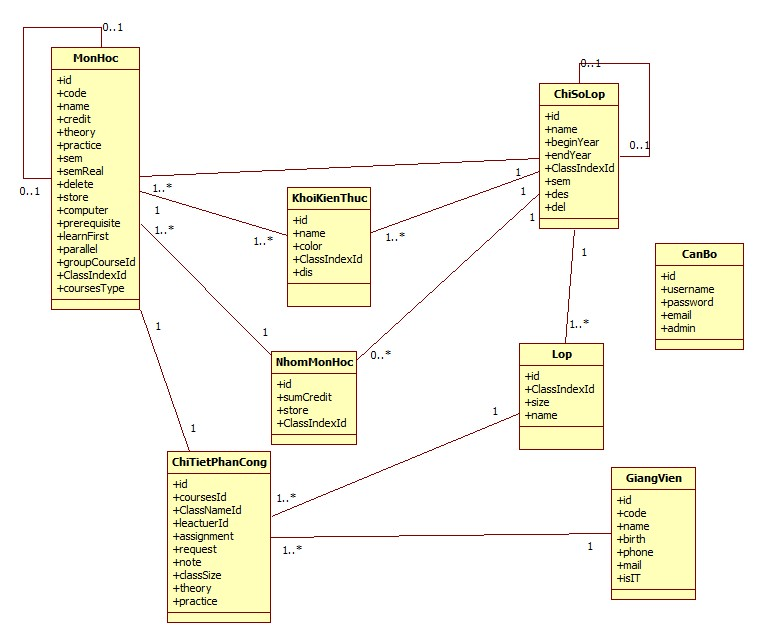 0..1
MonHoc
+id
+code
+name
+credit
+theory
+practice
+sem
+semReal
+delete
+store
+computer
+prerequisite
+learnFirst
+parallel
+groupCourseId
+ClassIndexId
+coursesType
0..1
0..1
ChiSoLop
+id
+name
+beginYear
+endYear
+ClassIndexId
+sem
+des
+del
0..1
1..*
1
1
1..*
1..*
KhoiKienThuc
+id
+name
+color
+ClassIndexId
+dis
1..*
1
1
1
1..*
CanBo
+id
+username
+password
+email
+admin
1
NhomMonHoc
+id
+sumCredit
+store
+ClassIndexId
0..*
Lop
+id
+ClassIndexId
+size
+name
1
1
1
ChiTietPhanCong
+id
+coursesId
+ClassNameId
+leactuerId
+assignment
+request
+note
+classSize
+theory
+practice
1..*
1..*
1
GiangVien
+id
+code
+name
+birth
+phone
+mail
+isIT